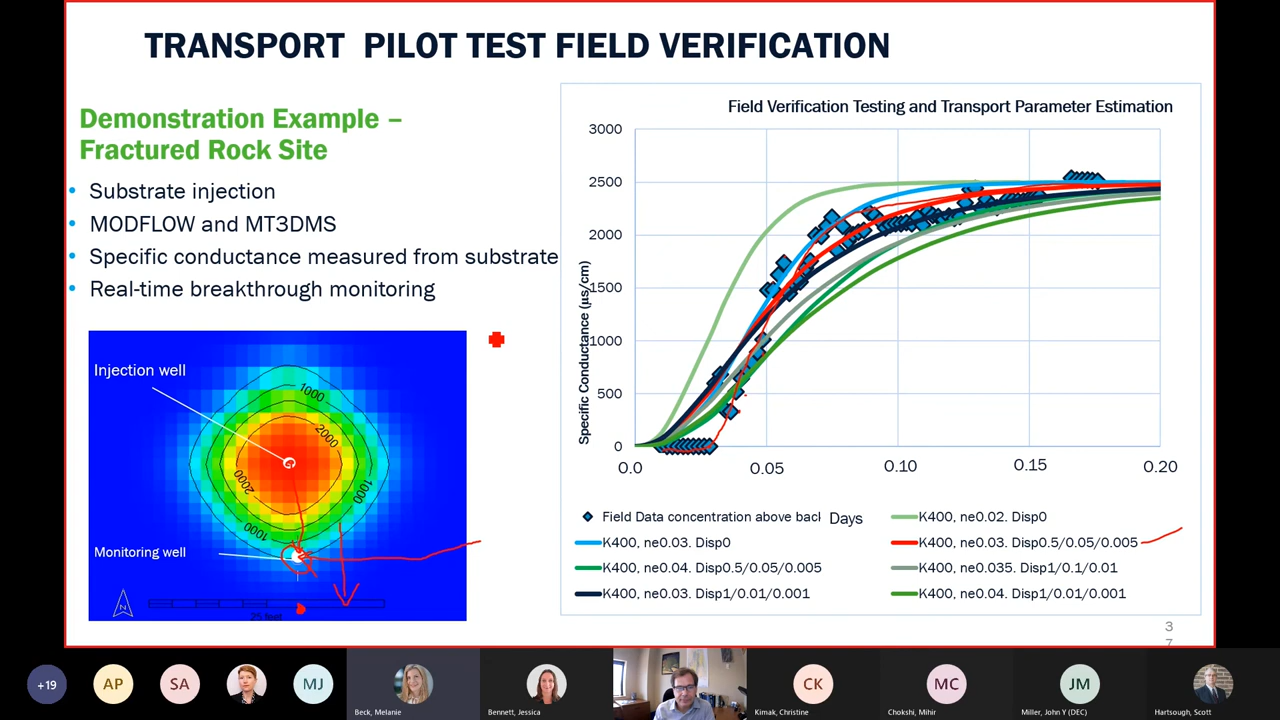 TRANSPORT PILOT TEST FIELD VERIFICATION
Demonstration Example –
Fractured Rock Site
• Substrate injection
• MODFLOW and MT3DMS
• Specific conductance measured from substrate
• Real-time breakthrough monitoring
Injection well
1000
2000
2000
1000
1000
Monitoring well
N
25 feet
Field Verification Testing and Transport Parameter Estimation
Specific Conductance (µs/cm)
3000
2500
2000
1500
1000
500
0
0.0 0.05 0.10 0.15 0.20
Days
Field Data concentration above bacl
K400, ne0.02. Disp0
K400, ne0.03. Disp0
K400, ne0.03. Disp0.5/0.05/0.005
K400, ne0.04. Disp0.5/0.05/0.005
K400, ne0.035. Disp1/0.1/0.01
K400, ne0.03. Disp1/0.01/0.001
K400, ne0.04. Disp1/0.01/0.001
3
7
+19
AP
SA
MJ
Beck, Melanie
Bennett, Jessica
CK
Kimak, Christine
MC
Chokshi, Mihir
JM
Miller, John Y (DEC)
Hartsough, Scott